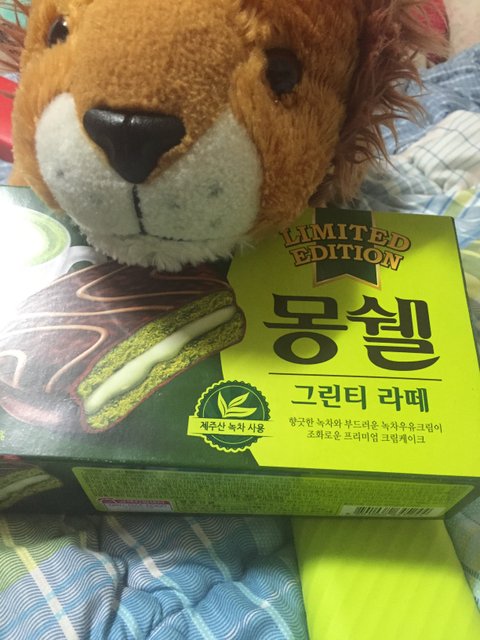 LIMITED
EDITION
몽쉘
그린티 라떼
제주산 녹차 사용
향긋한 녹차와 부드러운 녹차우유크림이
조화로운 프리미엄 크림케이크